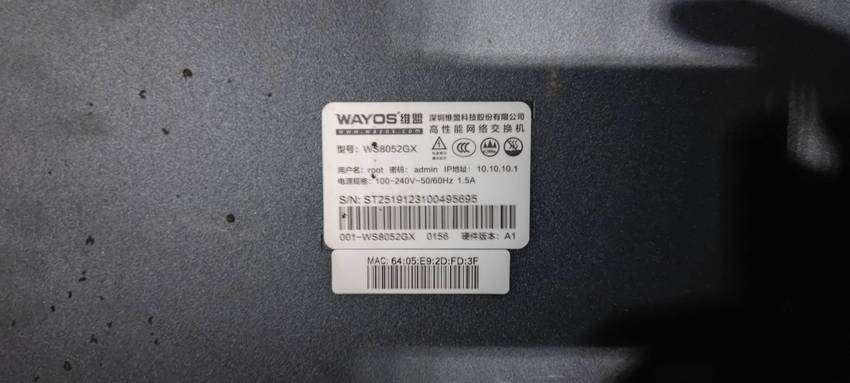 WAYOS 维盟 深圳维盟科技股份有限公司
www.wayos.com 高性能网络交换机
型号: WS8052GX
用户名: root 密码: admin IP地址: 10.10.10.1
电源规格: 100-240V~50/60Hz 1.5A
S/N: ST2519123100495695
001-WS8052GX 0156 硬件版本: A1
MAC: 64:05:E9:2D:FD:3F